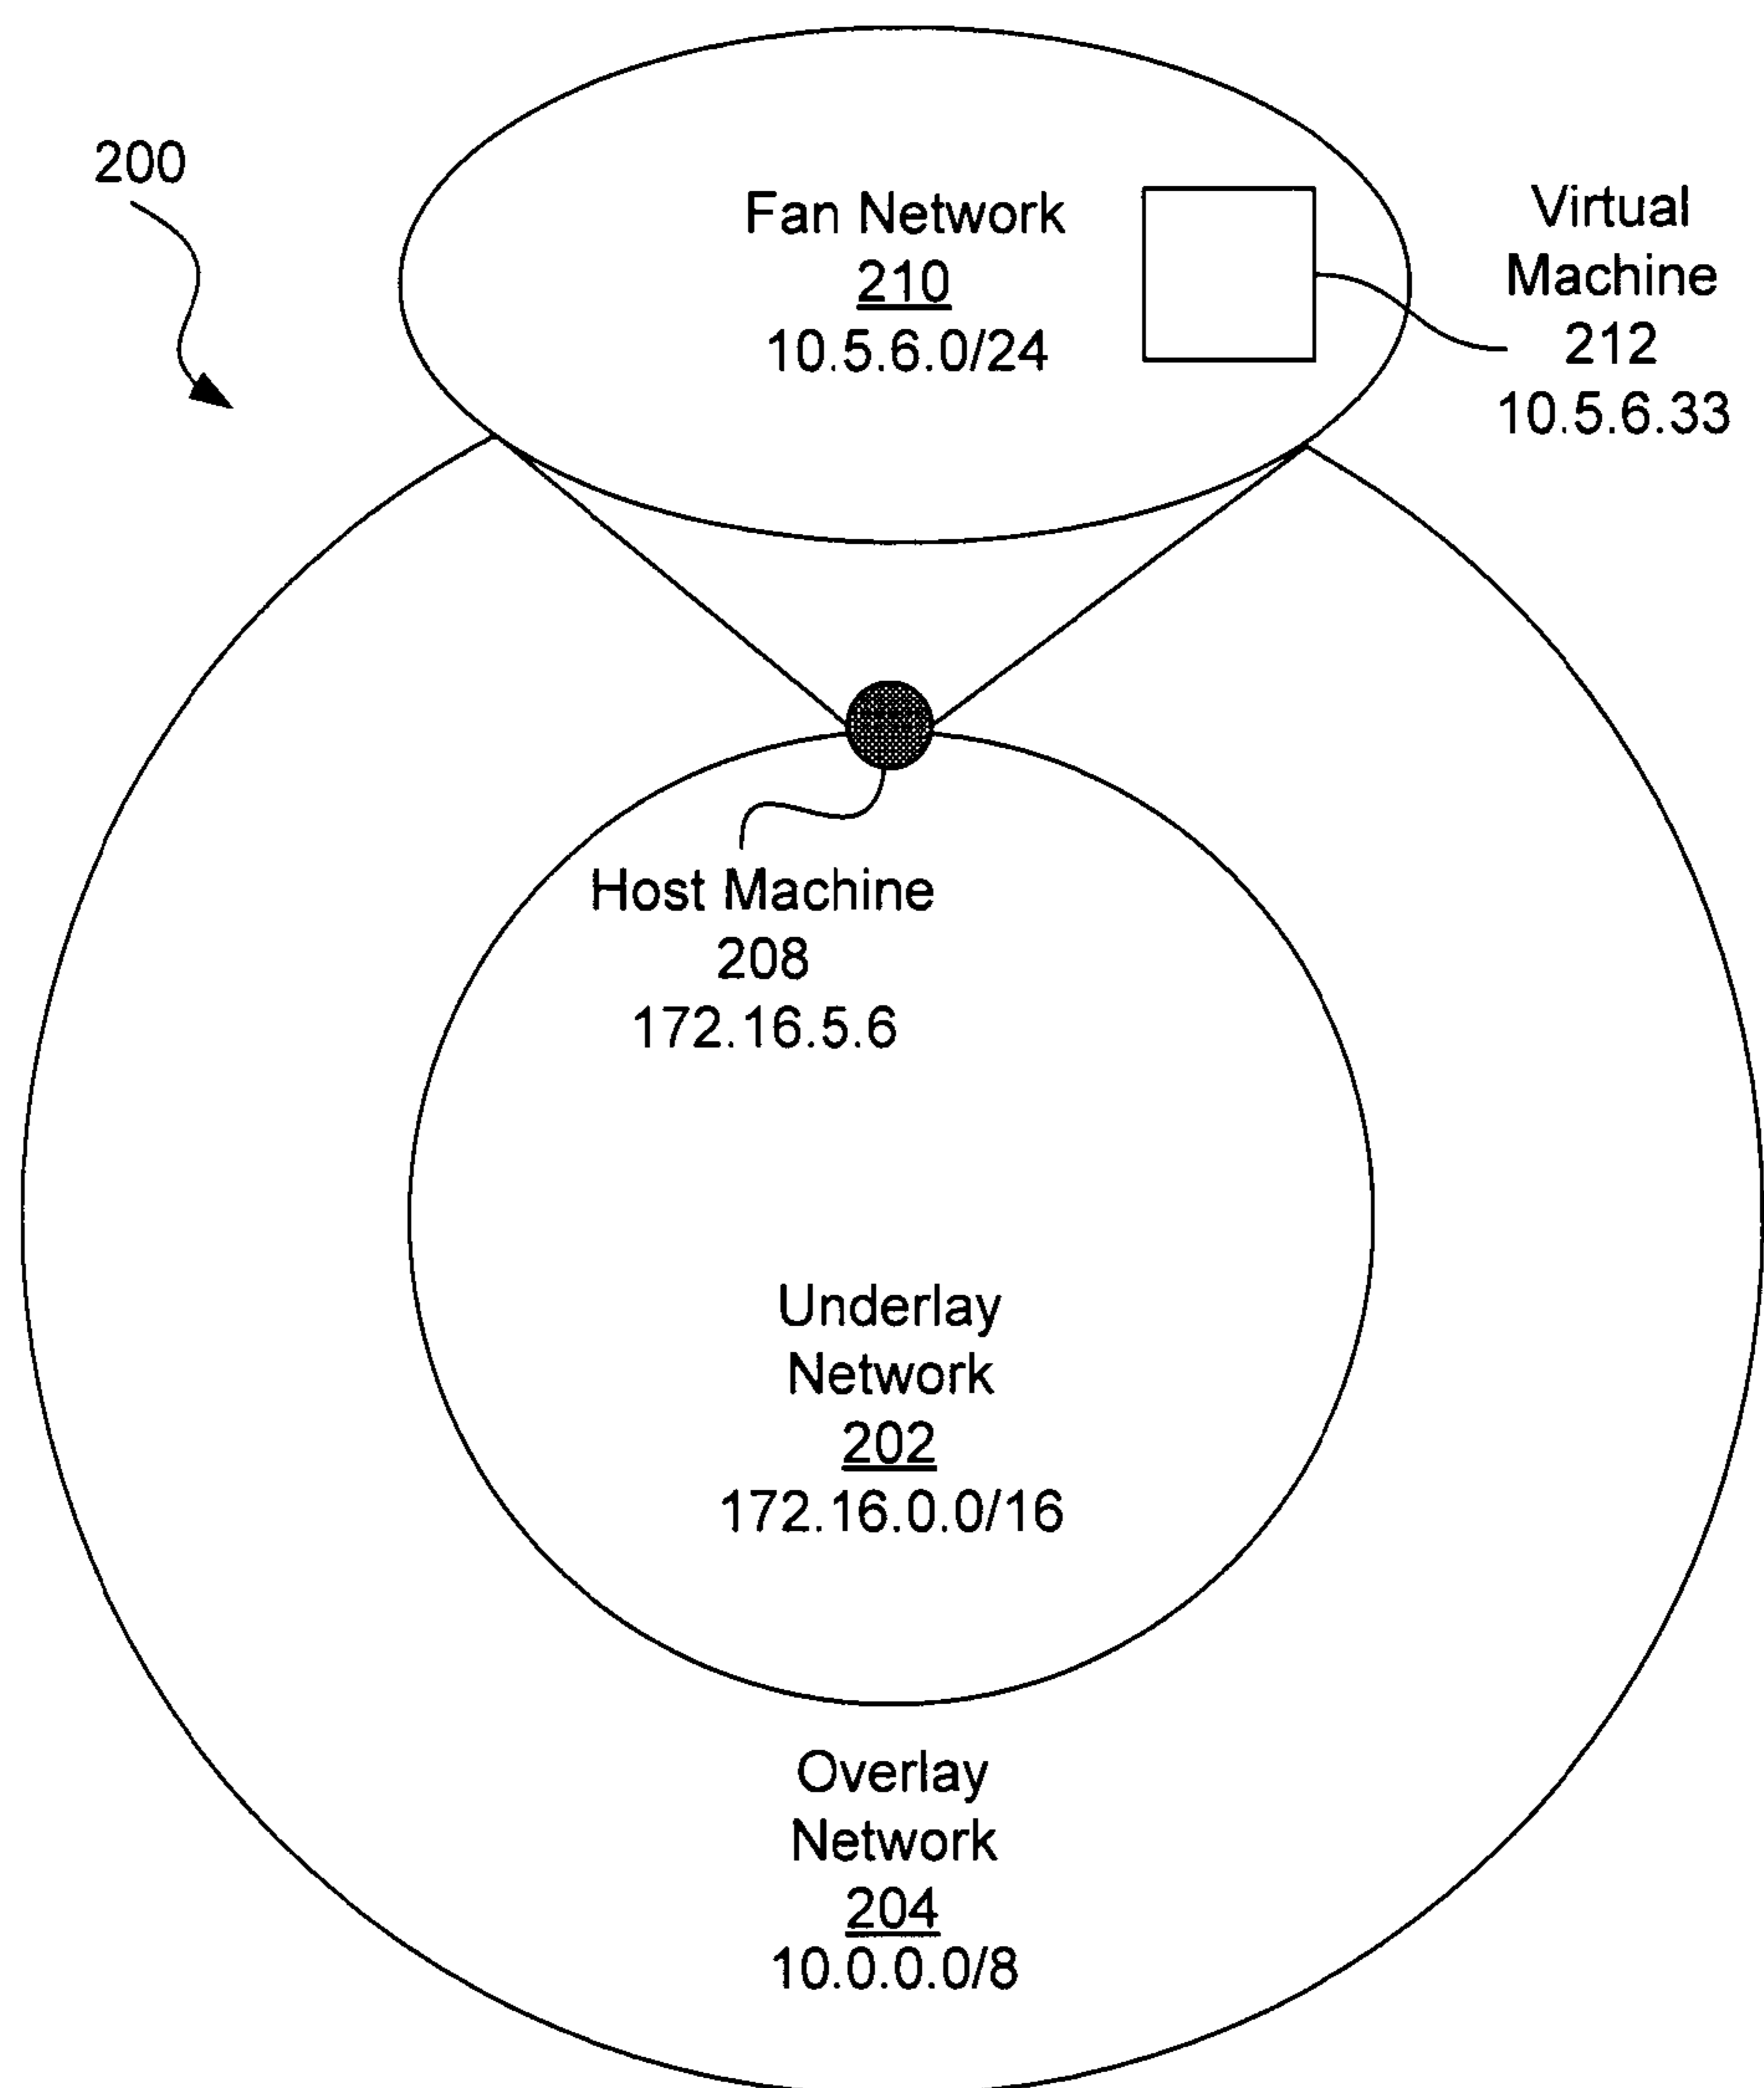 200
Fan Network
210
10.5.6.0/24
Virtual
Machine
212
10.5.6.33
Host Machine
208
172.16.5.6
Underlay
Network
202
172.16.0.0/16
Overlay
Network
204
10.0.0.0/8